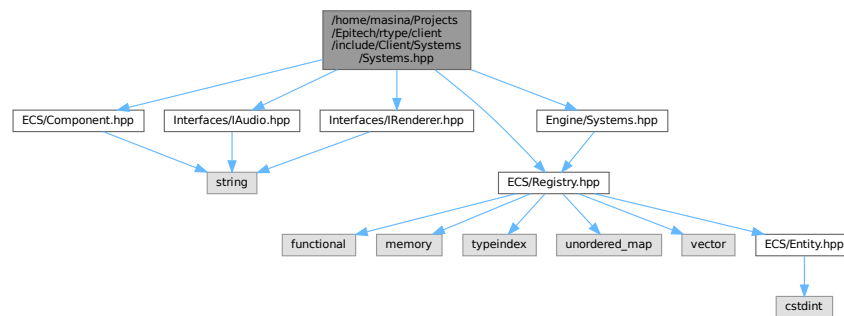 /home/masina/Projects
/Epitech/rtype/client
/include/Client/Systems
/Systems.hpp
ECS/Component.hpp
Interfaces/IAudio.hpp
Interfaces/IRenderer.hpp
Engine/Systems.hpp
string
ECS/Registry.hpp
functional
memory
typeindex
unordered_map
vector
ECS/Entity.hpp
cstdint